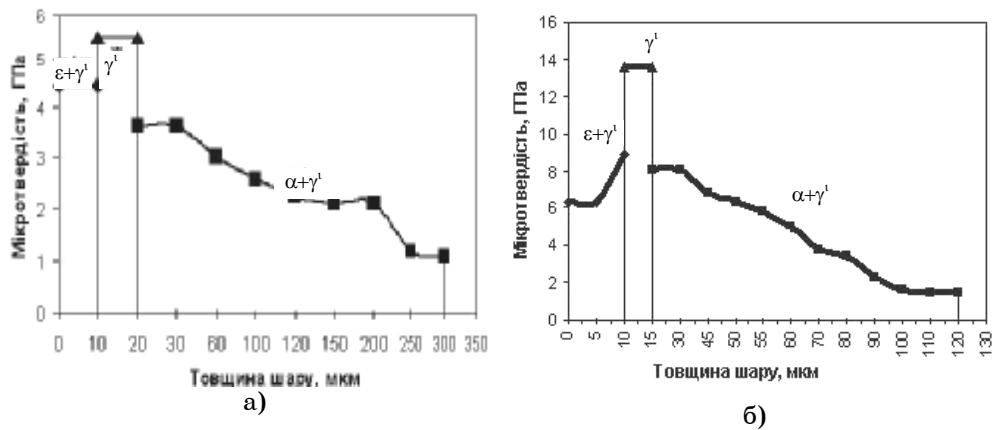 6
5
4
3
2
1
0
Мікротвердість, ГПа
ε+γ¹
γ¹
α+γ¹
0 10 20 30 60 100 120 150 200 250 300 350
Товщина шару, мкм
а)
16
14
12
10
8
6
4
2
0
Мікротвердість, ГПа
ε+γ¹
γ¹
α+γ¹
0 5 10 15 30 45 50 55 60 70 80 90 100 110 120 130
Товщина шару, мкм
б)